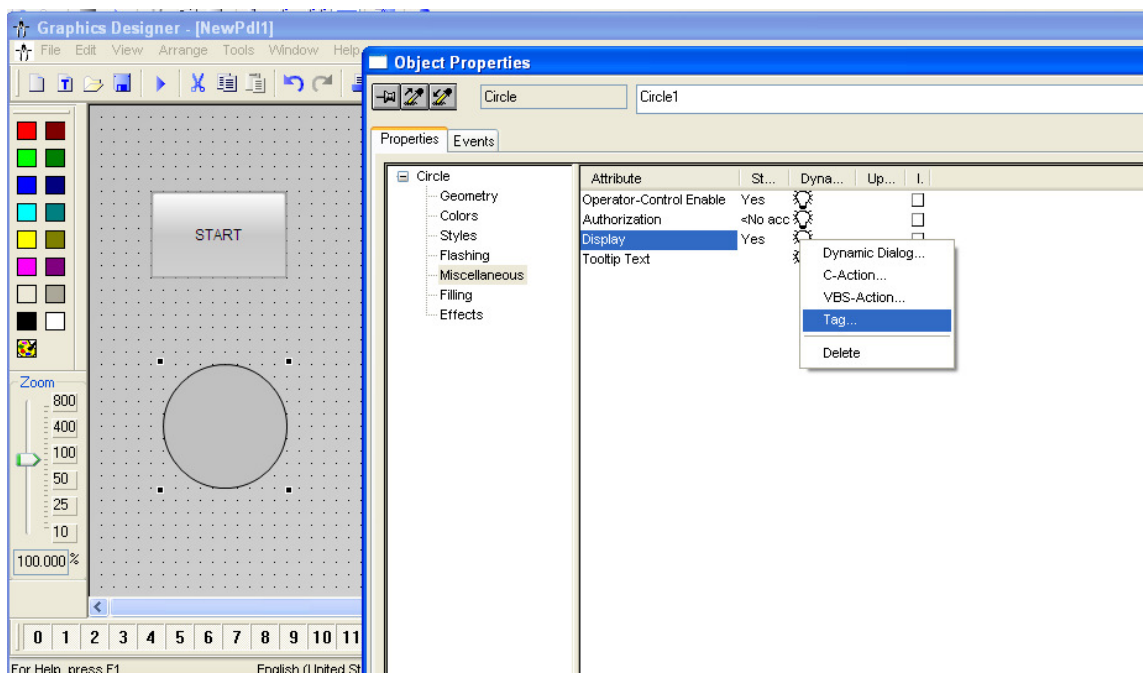 Graphics Designer - [NewPdl1]
File Edit View Arrange Tools Window Help
Object Properties
Circle Circle1
Properties Events
Circle
Geometry
Colors
Styles
Flashing
Miscellaneous
Filling
Effects
Attribute St... Dyna... Up... I.
Operator-Control Enable Yes
Authorization <No acc
Display Yes
Tooltip Text
Dynamic Dialog...
C-Action...
VBS-Action...
Tag...
Delete
START
Zoom
800
400
100
50
25
10
100.000 %
0 1 2 3 4 5 6 7 8 9 10 11
For Help, press F1 English (United St